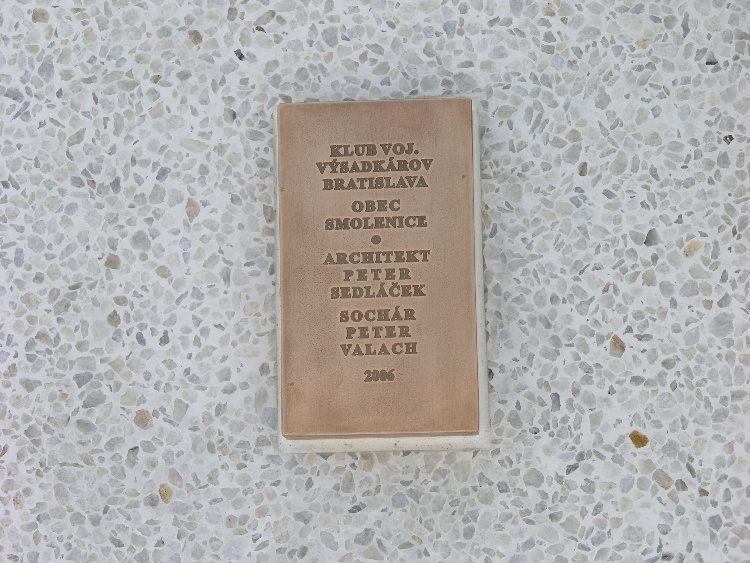 KLUB VOJ.
VÝSADKÁROV
BRATISLAVA
OBEC
SMOLENICE
ARCHITEKT
PETER
SEDLÁČEK
SOCHÁR
PETER
VALACH
2006